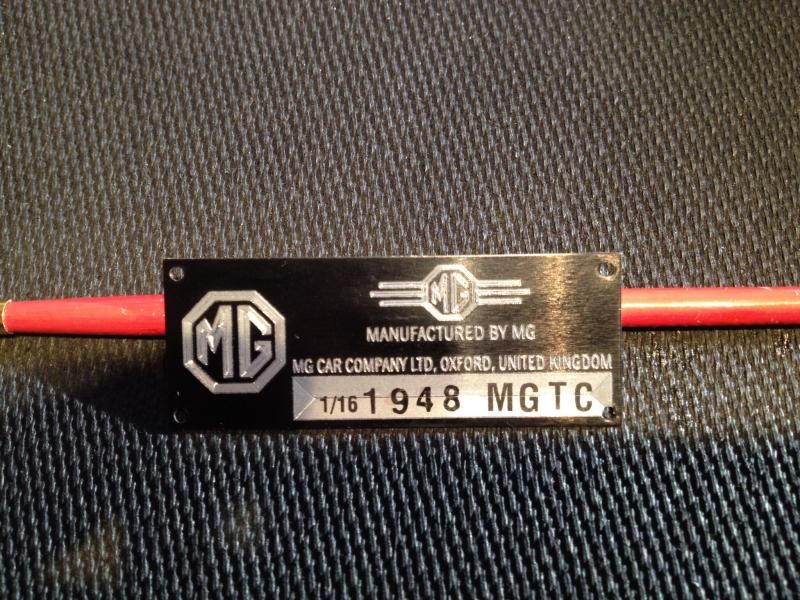 MG
MG
MANUFACTURED BY MG
MG CAR COMPANY LTD, OXFORD, UNITED KINGDOM
1/16 1948 MGTC